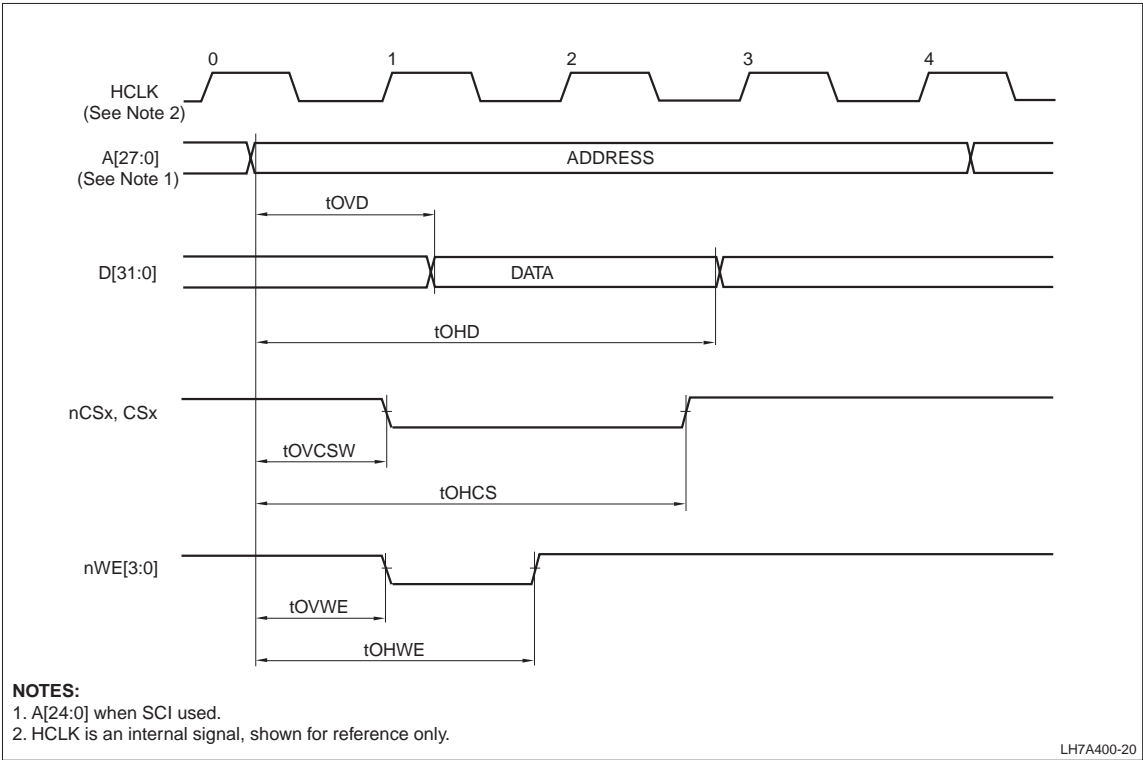 0 1 2 3 4
HCLK
(See Note 2)
A[27:0]
(See Note 1)
ADDRESS
tOVD
D[31:0]
DATA
tOHD
nCSx, CSx
tOVCSW
tOHCS
nWE[3:0]
tOVWE
tOHWE
NOTES:
1. A[24:0] when SCI used.
2. HCLK is an internal signal, shown for reference only.
LH7A400-20